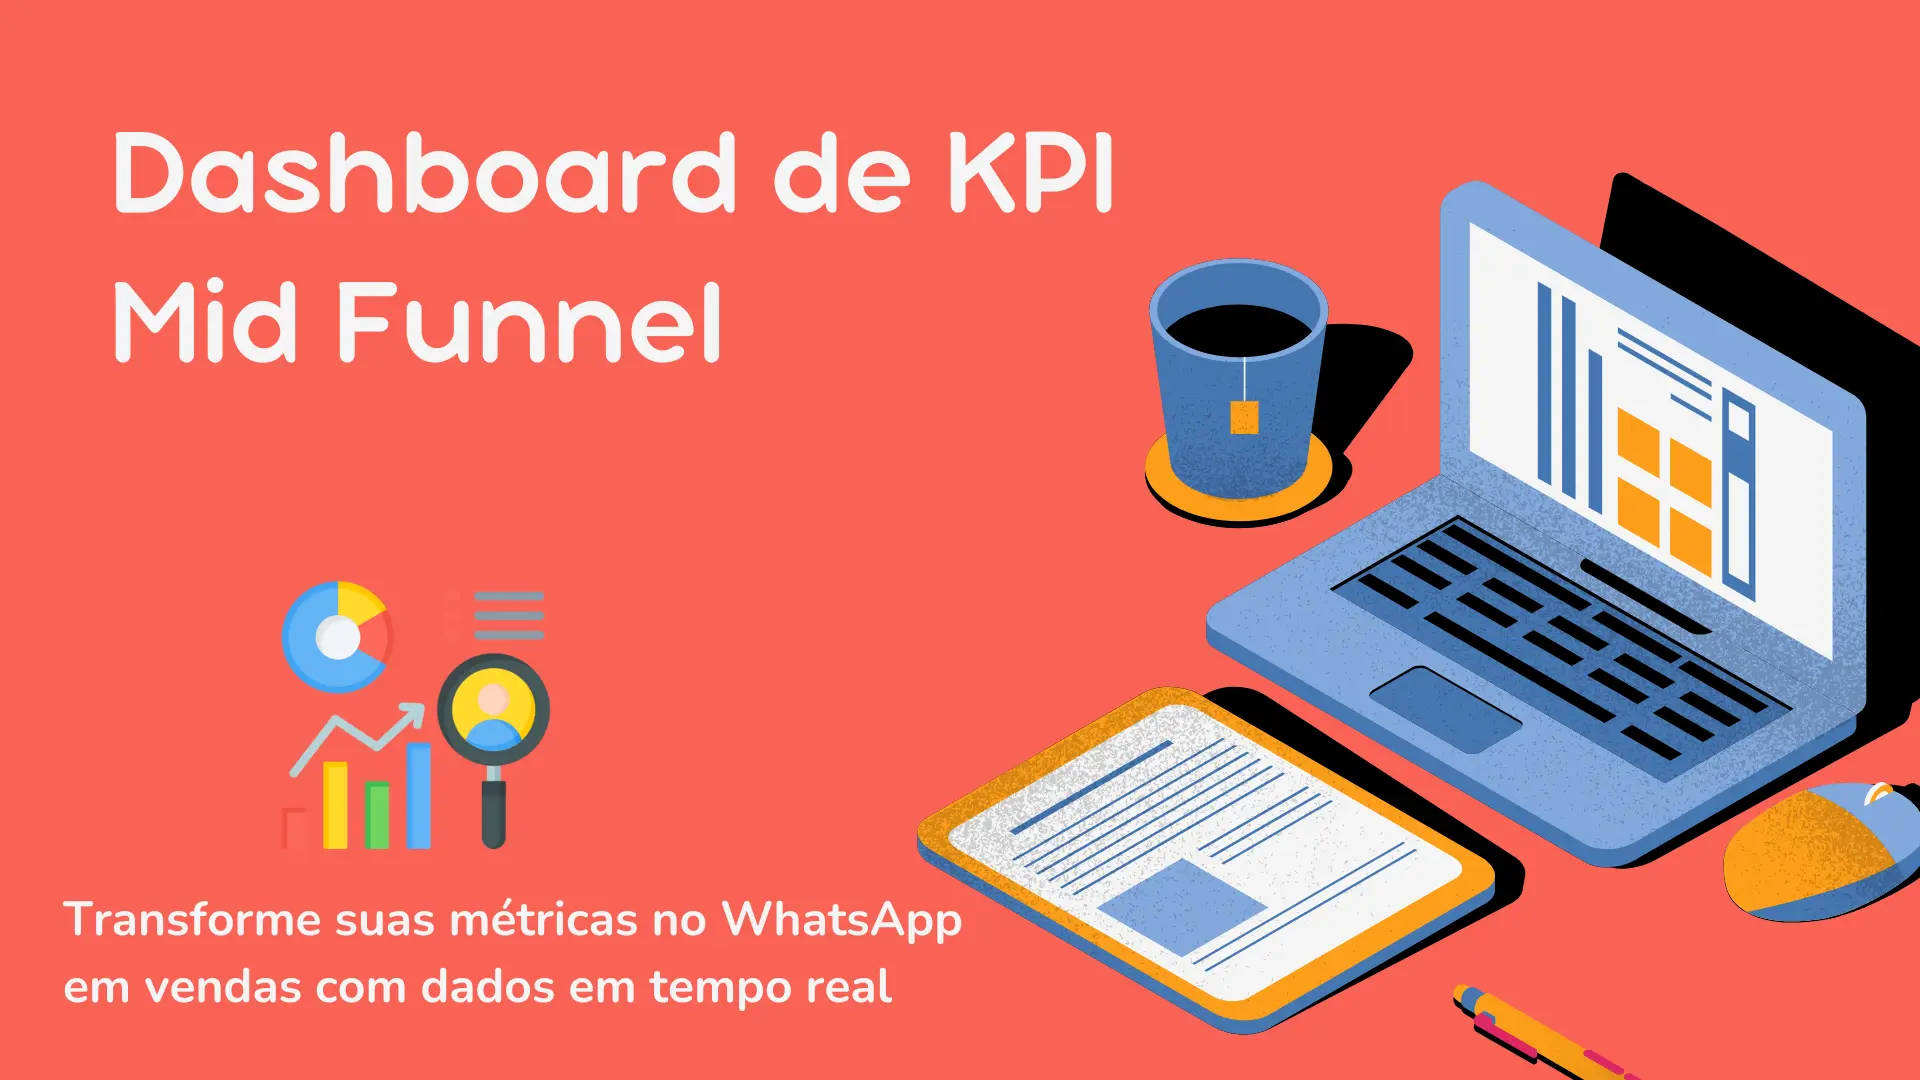 Dashboard de KPI
Mid Funnel
Transforme suas métricas no WhatsApp
em vendas com dados em tempo real